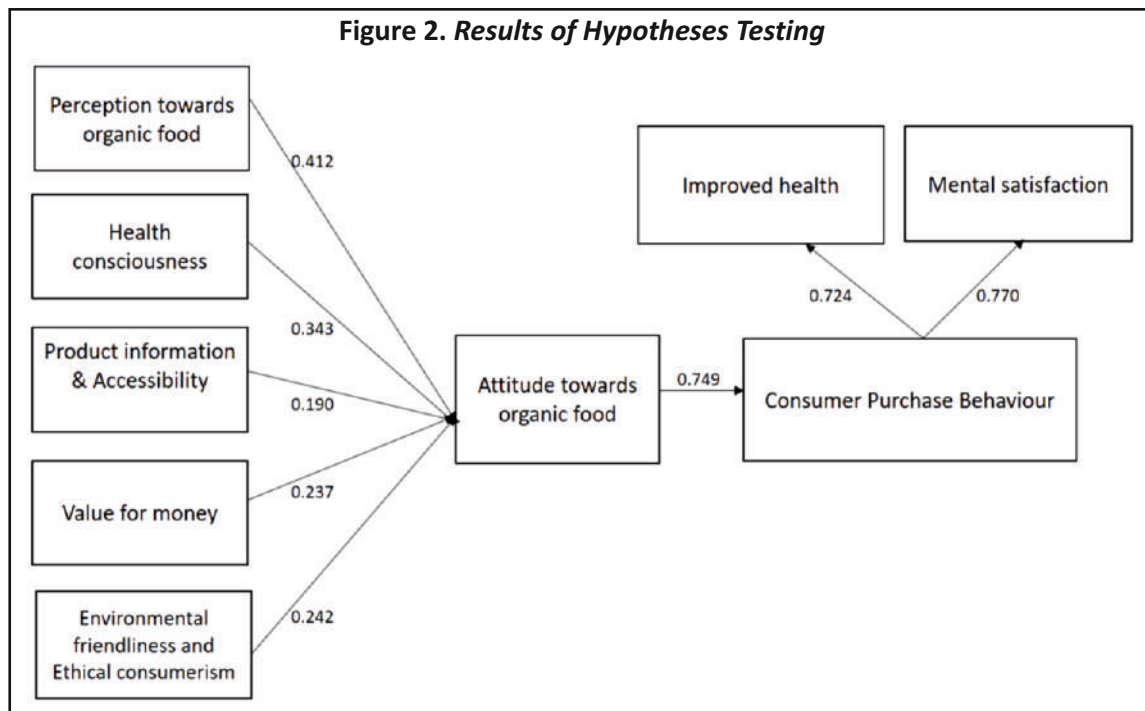 Figure 2. Results of Hypotheses Testing
Perception towards
organic food
0.412
Health
consciousness
0.343
Product information
& Accessibility
0.190
Value for money
0.237
Environmental
friendliness and
Ethical consumerism
0.242
Attitude towards
organic food
0.749
Consumer Purchase Behaviour
0.724
0.770
Improved health
Mental satisfaction